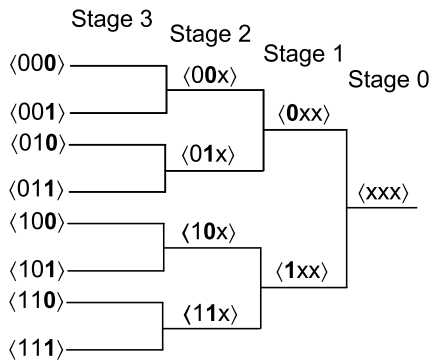 Stage 3
Stage 2
Stage 1
Stage 0
⟨000⟩
⟨00x⟩
⟨001⟩
⟨0xx⟩
⟨010⟩
⟨01x⟩
⟨011⟩
⟨xxx⟩
⟨100⟩
⟨10x⟩
⟨101⟩
⟨1xx⟩
⟨110⟩
⟨11x⟩
⟨111⟩